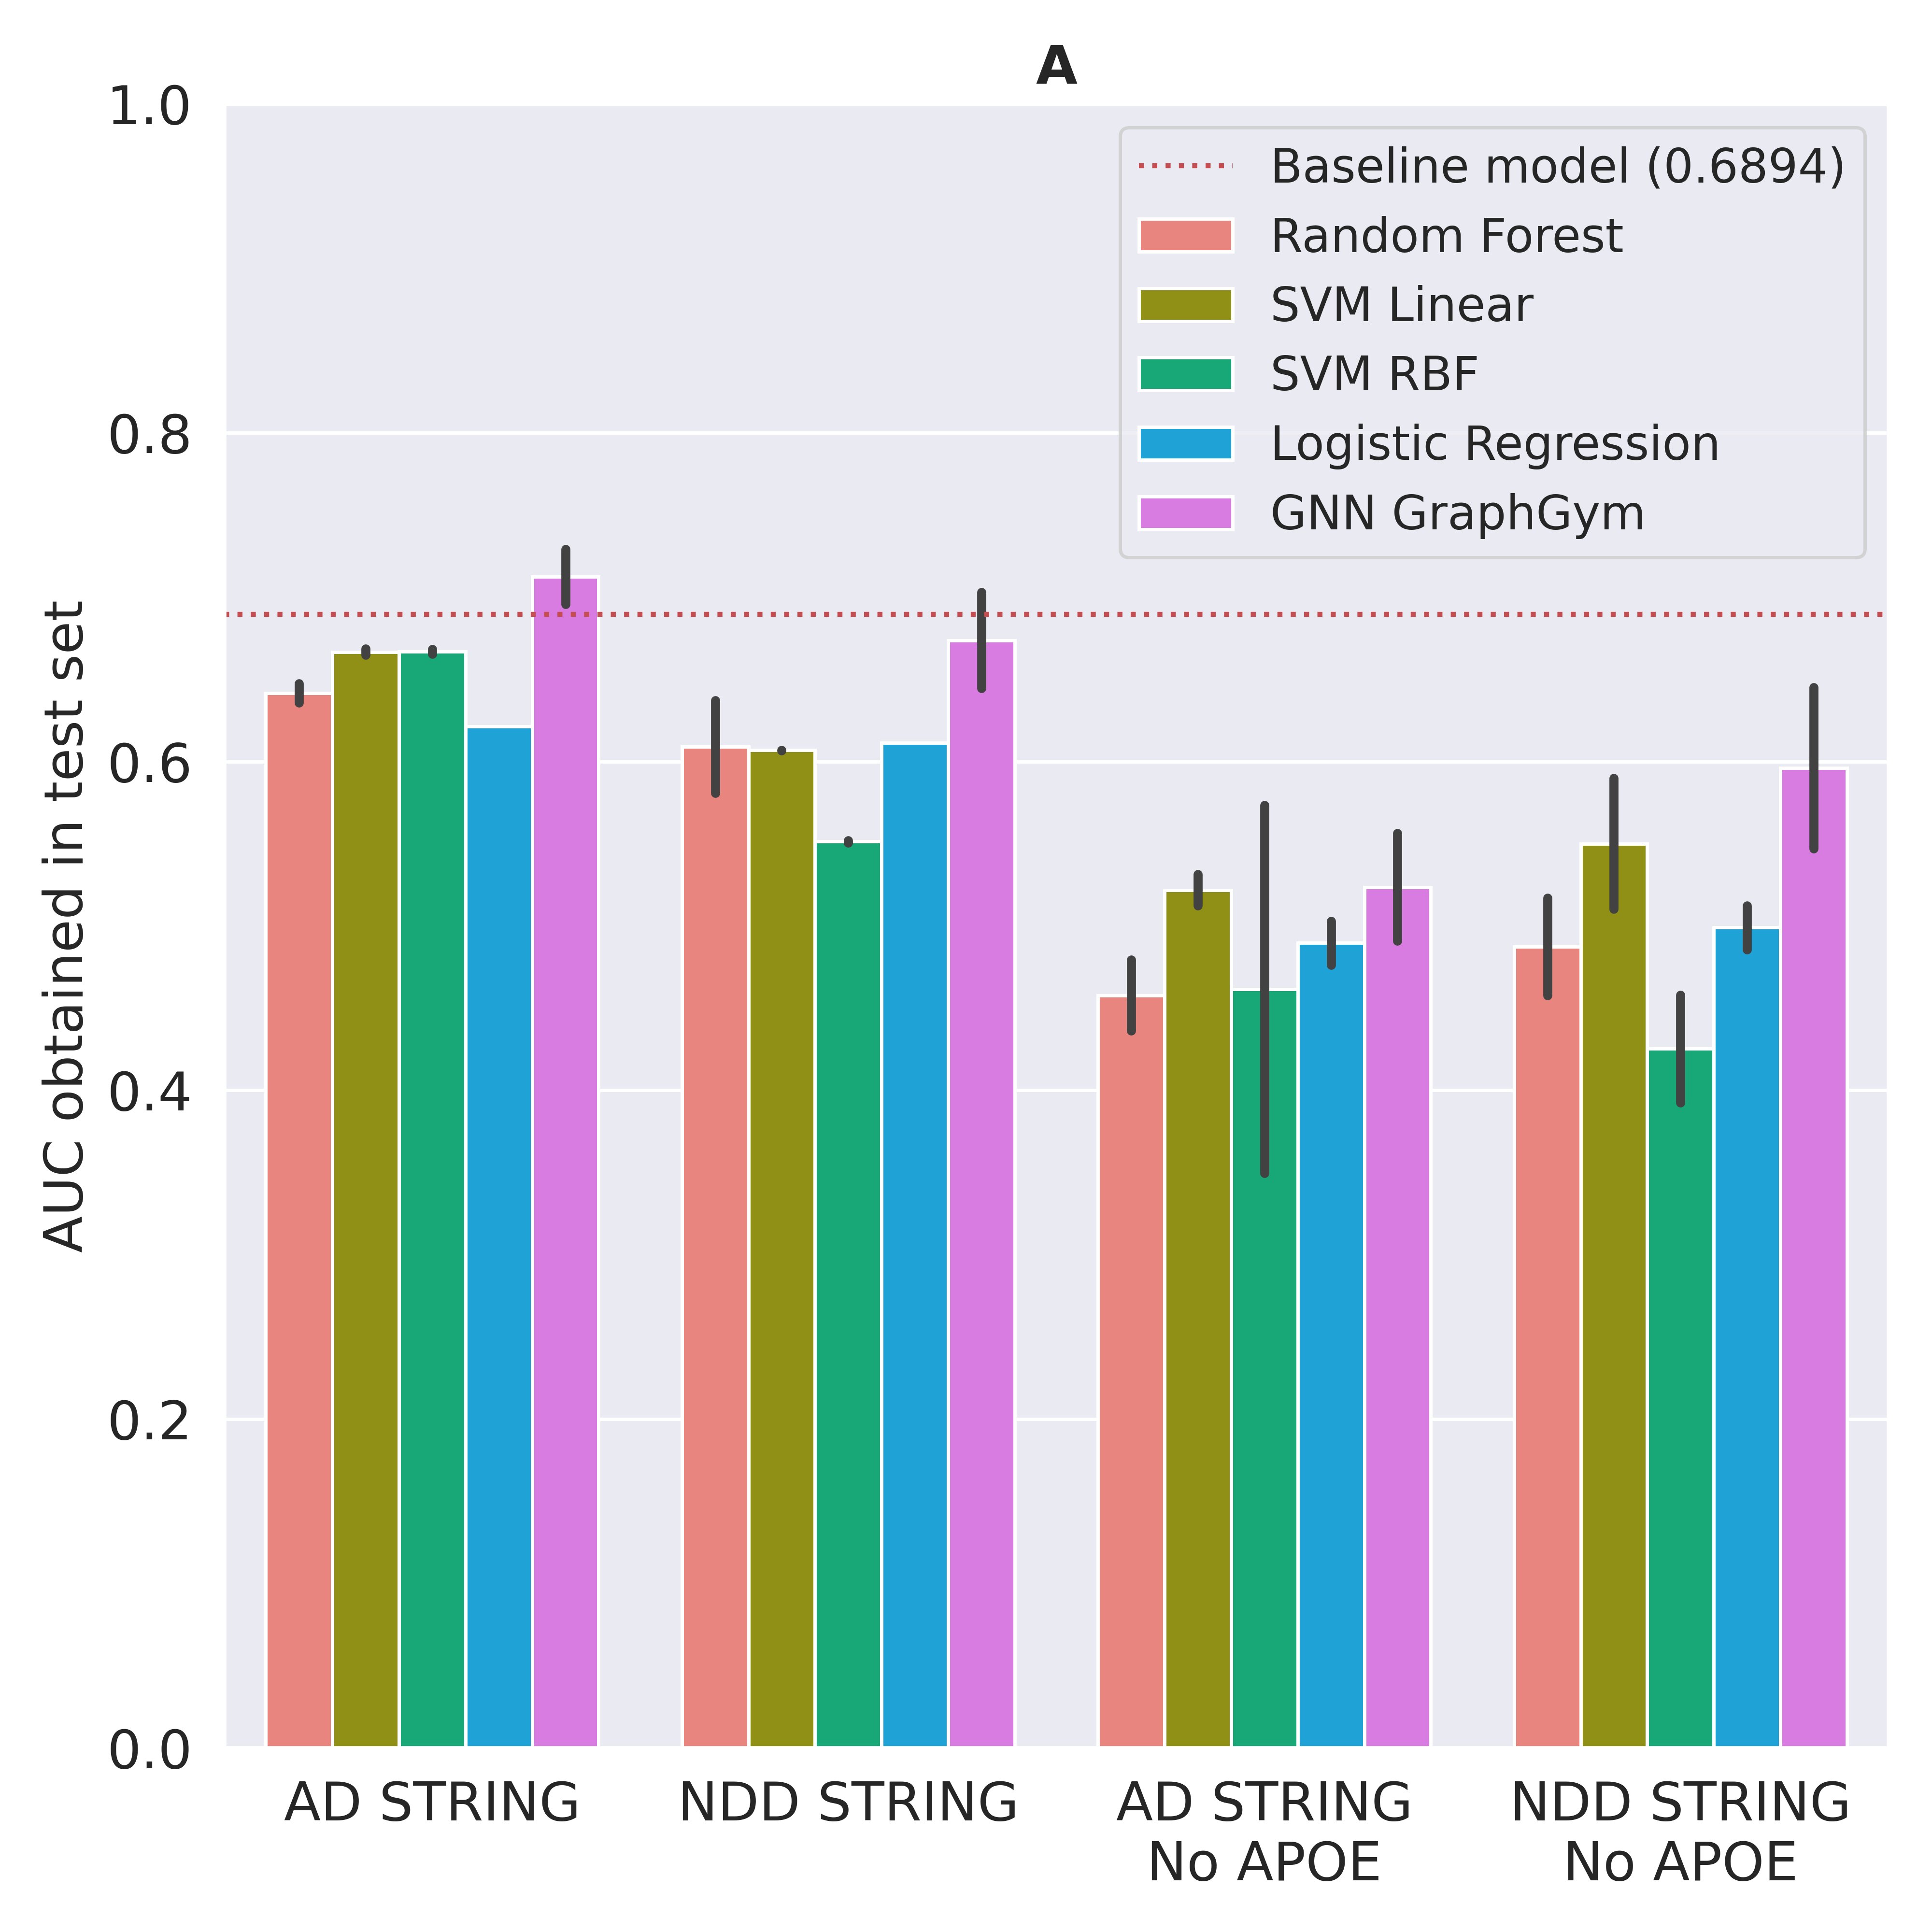 A
1.0
0.8
0.6
0.4
0.2
0.0
AUC obtained in test set
Baseline model (0.6894)
Random Forest
SVM Linear
SVM RBF
Logistic Regression
GNN GraphGym
AD STRING
NDD STRING
AD STRING
No APOE
NDD STRING
No APOE